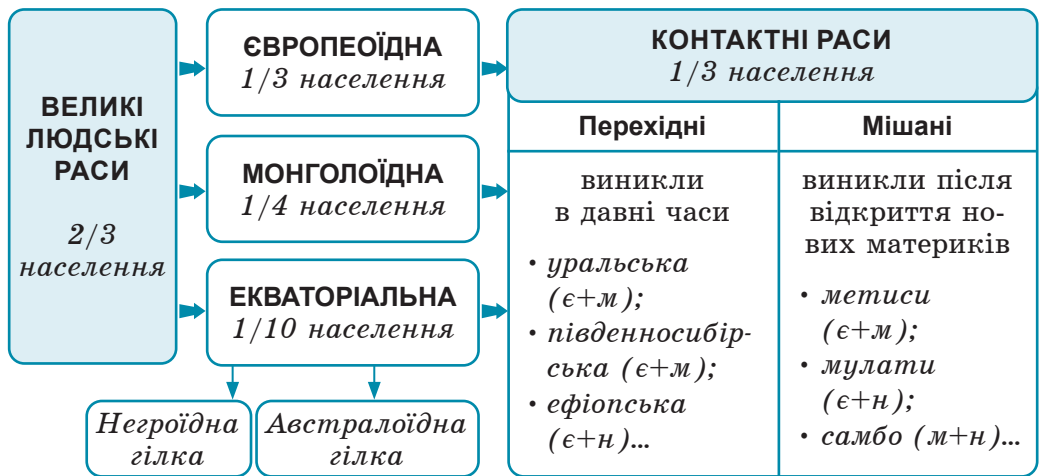 ВЕЛИКІ
ЛЮДСЬКІ
РАСИ
2/3
населення
ЄВРОПЕОЇДНА
1/3 населення
МОНГОЛОЇДНА
1/4 населення
ЕКВАТОРІАЛЬНА
1/10 населення
Негроїдна
гілка
Австралоїдна
гілка
КОНТАКТНІ РАСИ
1/3 населення
Перехідні
виникли
в давні часи
• уральська
(є+м);
• південносибір-
ська (є+м);
• ефіопська
(є+н)...
Мішані
виникли після
відкриття но-
вих материків
• метиси
(є+м);
• мулати
(є+н);
• самбо (м+н)...